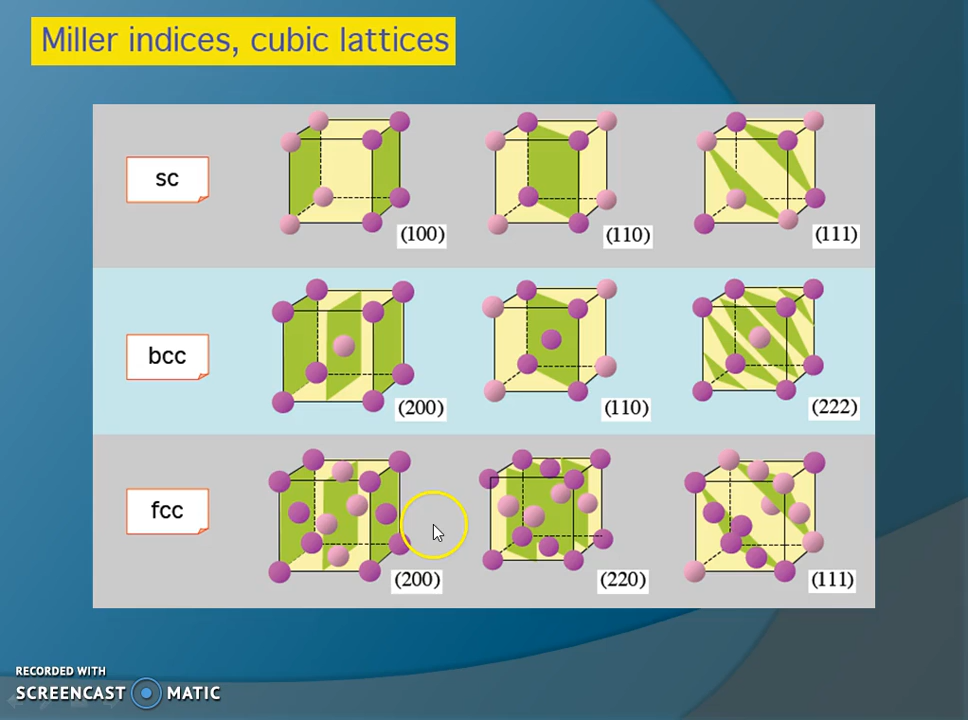 Miller indices, cubic lattices
sc
(100)
(110)
(111)
bcc
(200)
(110)
(222)
fcc
(200)
(220)
(111)
RECORDED WITH
SCREENCAST MATIC